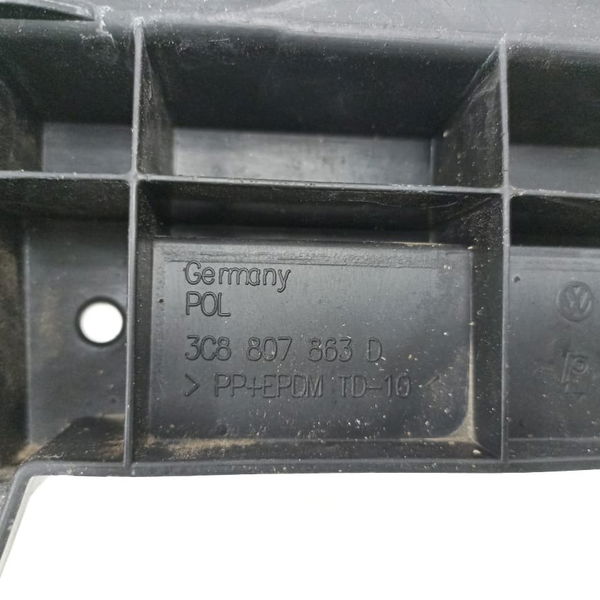 Germany
POL
3C8 807 863 D
> PP+EPDM TD-10 <